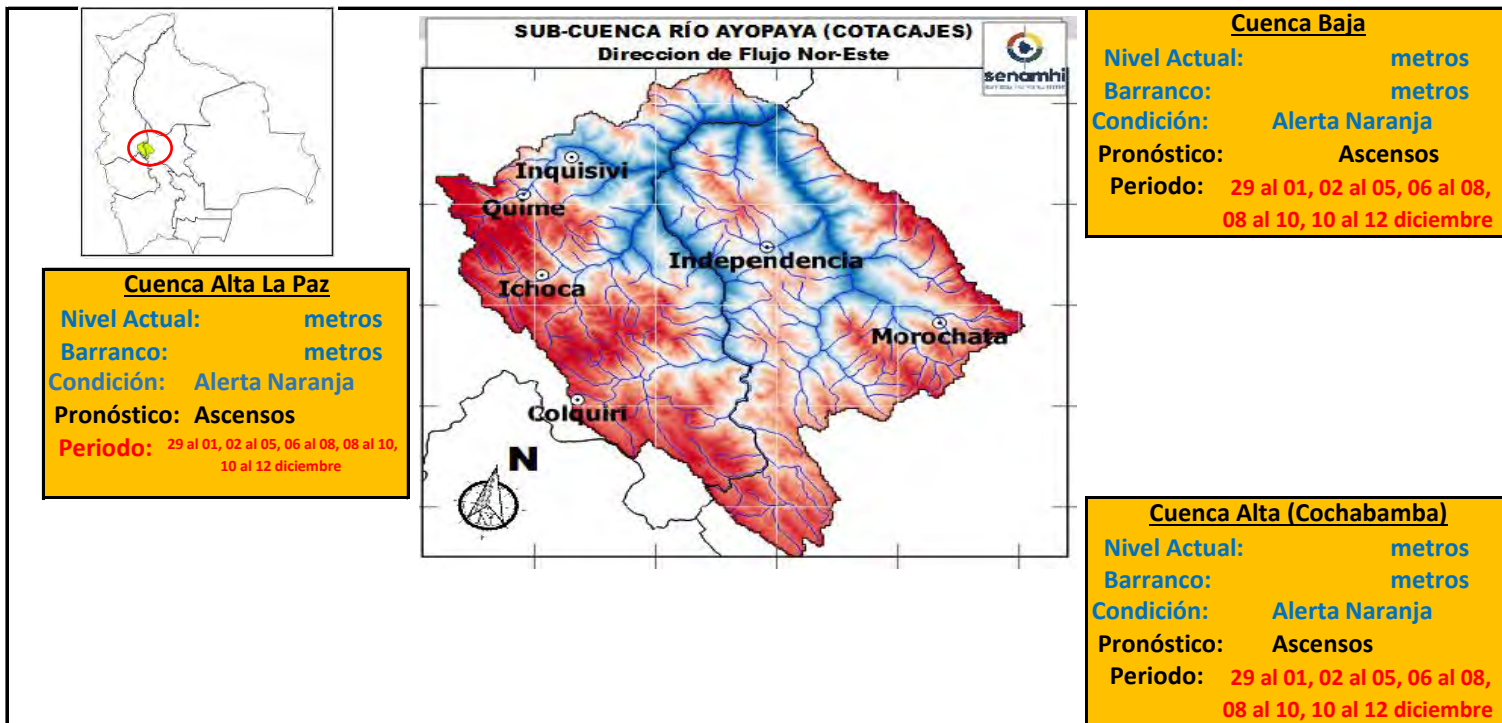 SUB-CUENCA RÍO AYOPAYA (COTACAJES)
Direccion de Flujo Nor-Este
senamhi
Inquisivi
Quime
Independencia
Ichoca
Morochata
Colquiri
N
Cuenca Alta La Paz
Nivel Actual: metros
Barranco: metros
Condición: Alerta Naranja
Pronóstico: Ascensos
Periodo: 29 al 01, 02 al 05, 06 al 08, 08 al 10,
10 al 12 diciembre
Cuenca Baja
Nivel Actual: metros
Barranco: metros
Condición: Alerta Naranja
Pronóstico: Ascensos
Periodo: 29 al 01, 02 al 05, 06 al 08,
08 al 10, 10 al 12 diciembre
Cuenca Alta (Cochabamba)
Nivel Actual: metros
Barranco: metros
Condición: Alerta Naranja
Pronóstico: Ascensos
Periodo: 29 al 01, 02 al 05, 06 al 08,
08 al 10, 10 al 12 diciembre